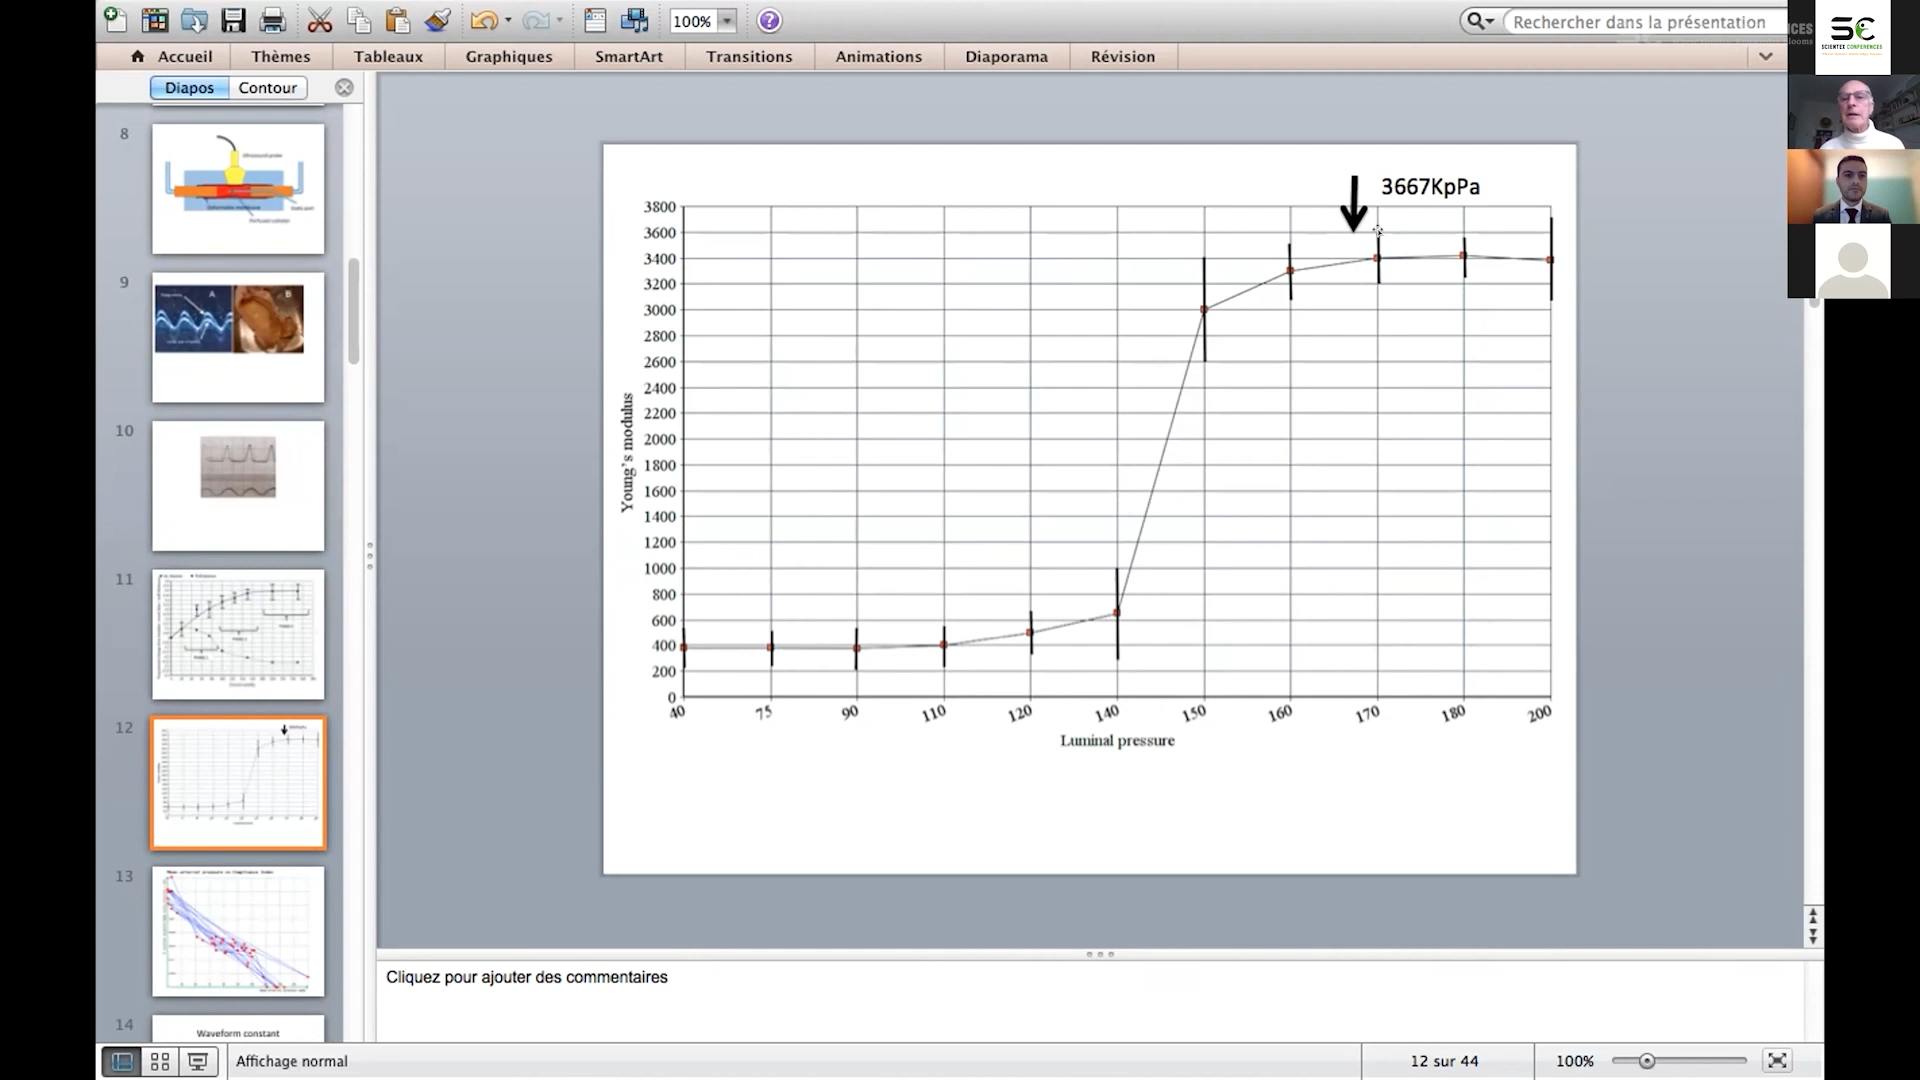 100%
Rechercher dans la présentation
SCIENTEX CONFERENCES
Accueil
Thèmes
Tableaux
Graphiques
SmartArt
Transitions
Animations
Diaporama
Révision
Diapos
Contour
8
9
A
B
10
11
12
13
14
Waveform constant
3667KpPa
3800
3600
3400
3200
3000
2800
2600
2400
2200
2000
1800
1600
1400
1200
1000
800
600
400
200
0
Young's modulus
40
75
90
110
120
140
150
160
170
180
200
Luminal pressure
Cliquez pour ajouter des commentaires
Affichage normal
12 sur 44
100%